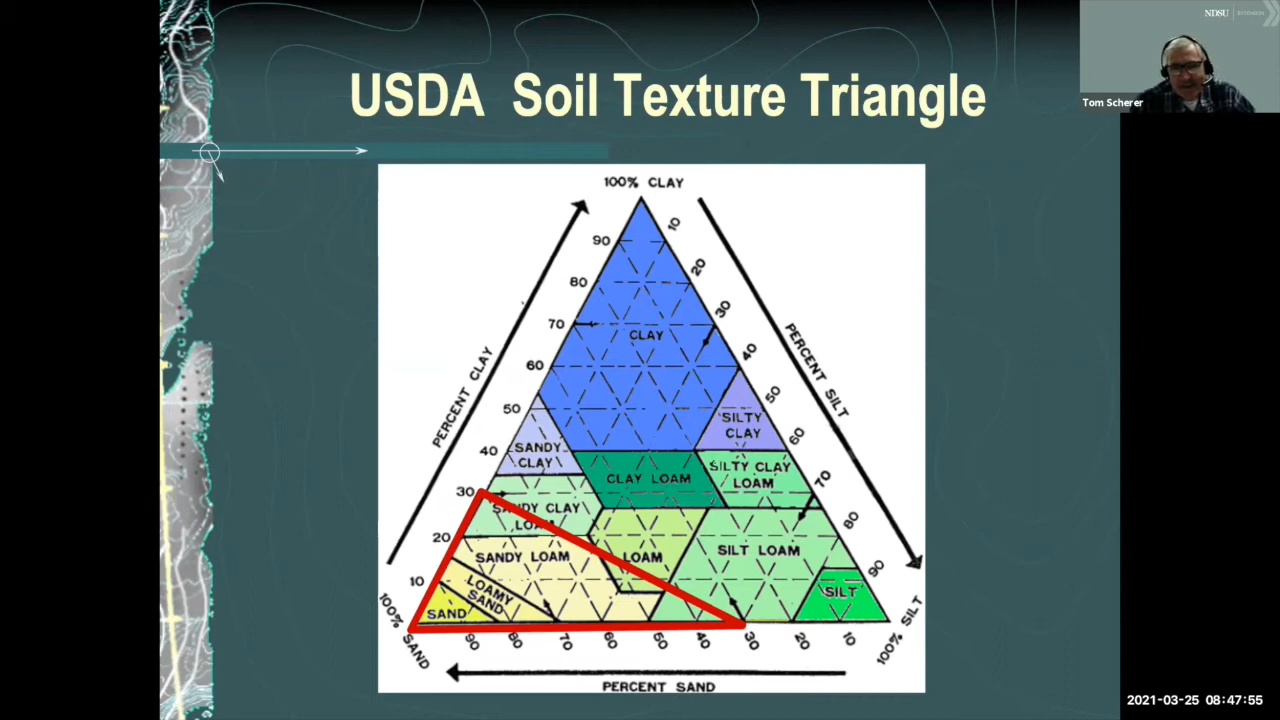 NDSU EXTENSION
Tom Scherer
USDA Soil Texture Triangle
100% CLAY
90
80
70
60
50
40
30
20
10
PERCENT CLAY
10
20
30
40
50
60
70
80
90
PERCENT SILT
100% SILT
CLAY
SILTY
CLAY
SANDY
CLAY
CLAY LOAM
SILTY CLAY
LOAM
SANDY CLAY
LOAM
SANDY LOAM
LOAM
SILT LOAM
LOAMY
SAND
SAND
SILT
100% SAND
90
80
70
60
50
40
30
20
10
PERCENT SAND
2021-03-25 08:47:55